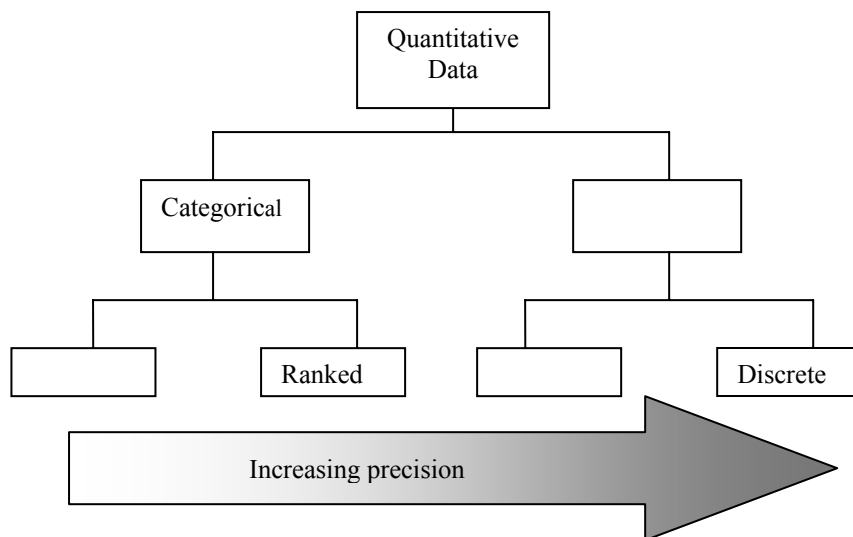 Quantitative
Data
Categorical
Ranked
Discrete
Increasing precision